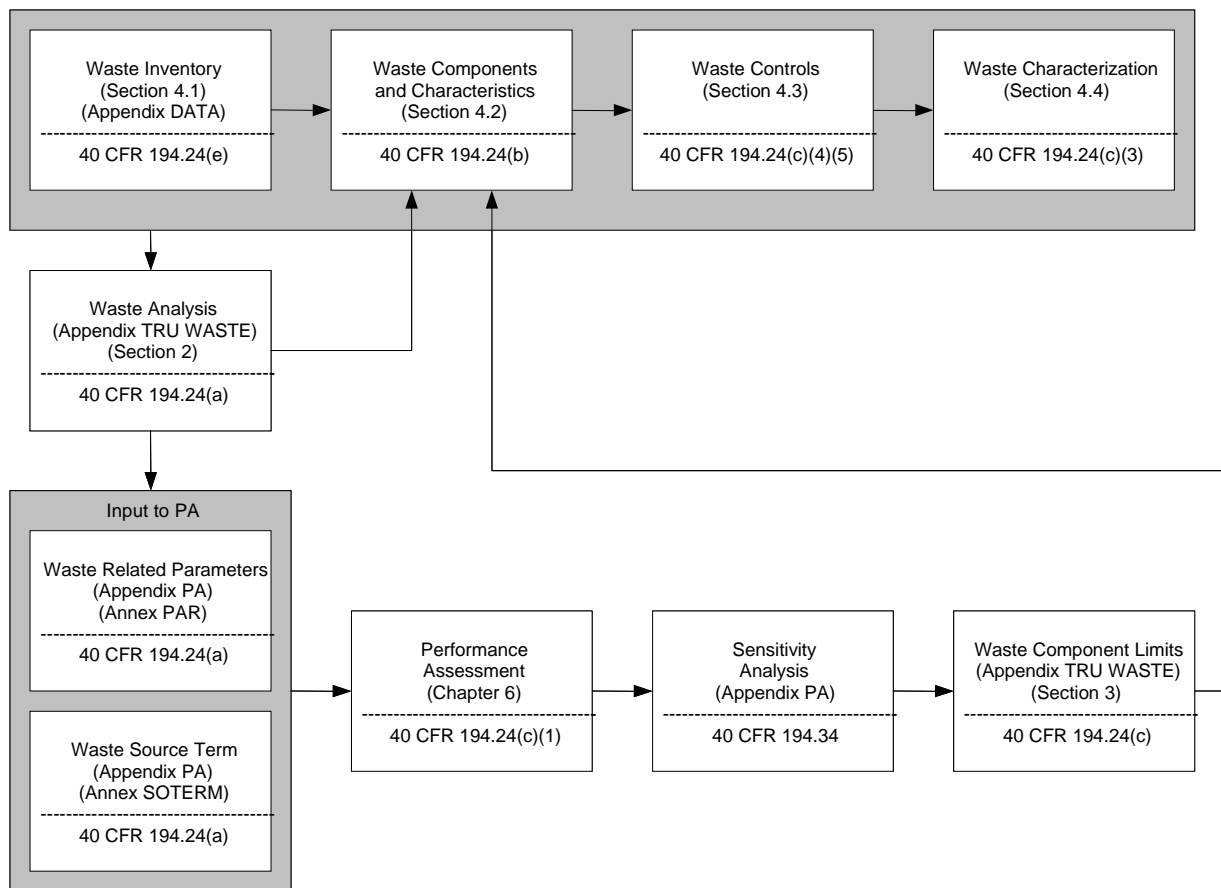 Waste Inventory
(Section 4.1)
(Appendix DATA)
40 CFR 194.24(e)
Waste Components
and Characteristics
(Section 4.2)
40 CFR 194.24(b)
Waste Controls
(Section 4.3)
40 CFR 194.24(c)(4)(5)
Waste Characterization
(Section 4.4)
40 CFR 194.24(c)(3)
Waste Analysis
(Appendix TRU WASTE)
(Section 2)
40 CFR 194.24(a)
Input to PA
Waste Related Parameters
(Appendix PA)
(Annex PAR)
40 CFR 194.24(a)
Waste Source Term
(Appendix PA)
(Annex SOTERM)
40 CFR 194.24(a)
Performance
Assessment
(Chapter 6)
40 CFR 194.24(c)(1)
Sensitivity
Analysis
(Appendix PA)
40 CFR 194.34
Waste Component Limits
(Appendix TRU WASTE)
(Section 3)
40 CFR 194.24(c)